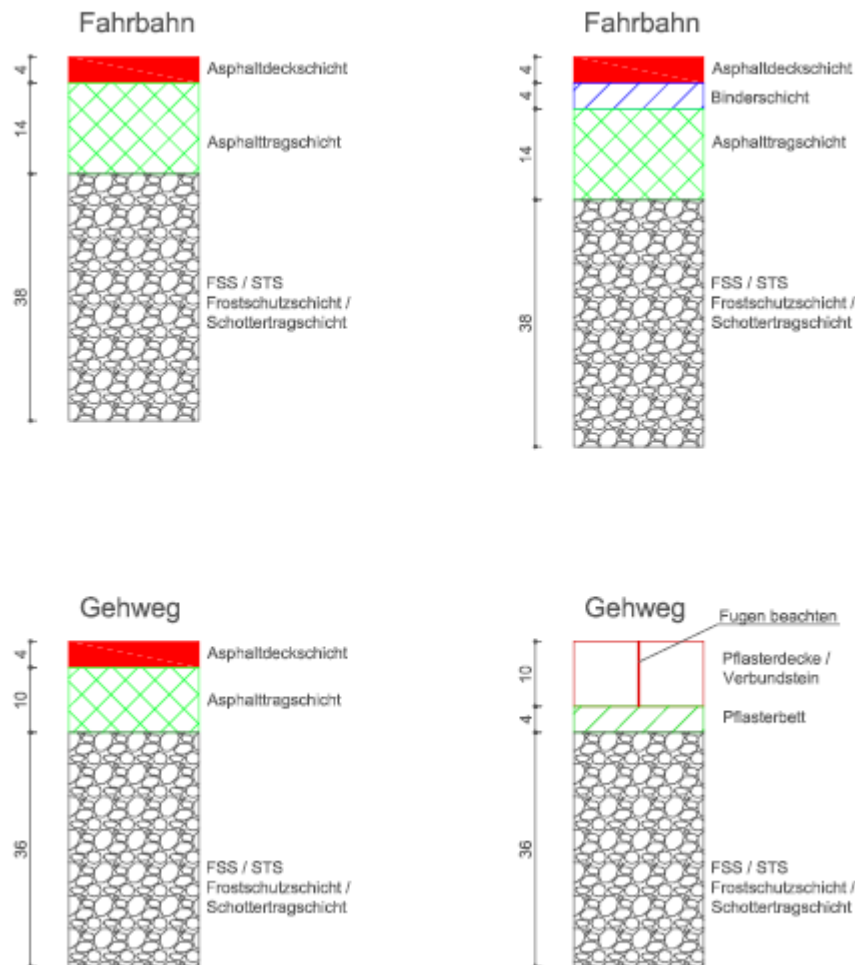 Fahrbahn
4
Asphaltdeckschicht
14
Asphalttragschicht
38
FSS / STS
Frostschutzschicht /
Schottertragschicht
Fahrbahn
4
Asphaltdeckschicht
4
Binderschicht
14
Asphalttragschicht
38
FSS / STS
Frostschutzschicht /
Schottertragschicht
Gehweg
4
Asphaltdeckschicht
10
Asphalttragschicht
36
FSS / STS
Frostschutzschicht /
Schottertragschicht
Gehweg
Fugen beachten
10
Pflasterdecke /
Verbundstein
4
Pflasterbett
36
FSS / STS
Frostschutzschicht /
Schottertragschicht